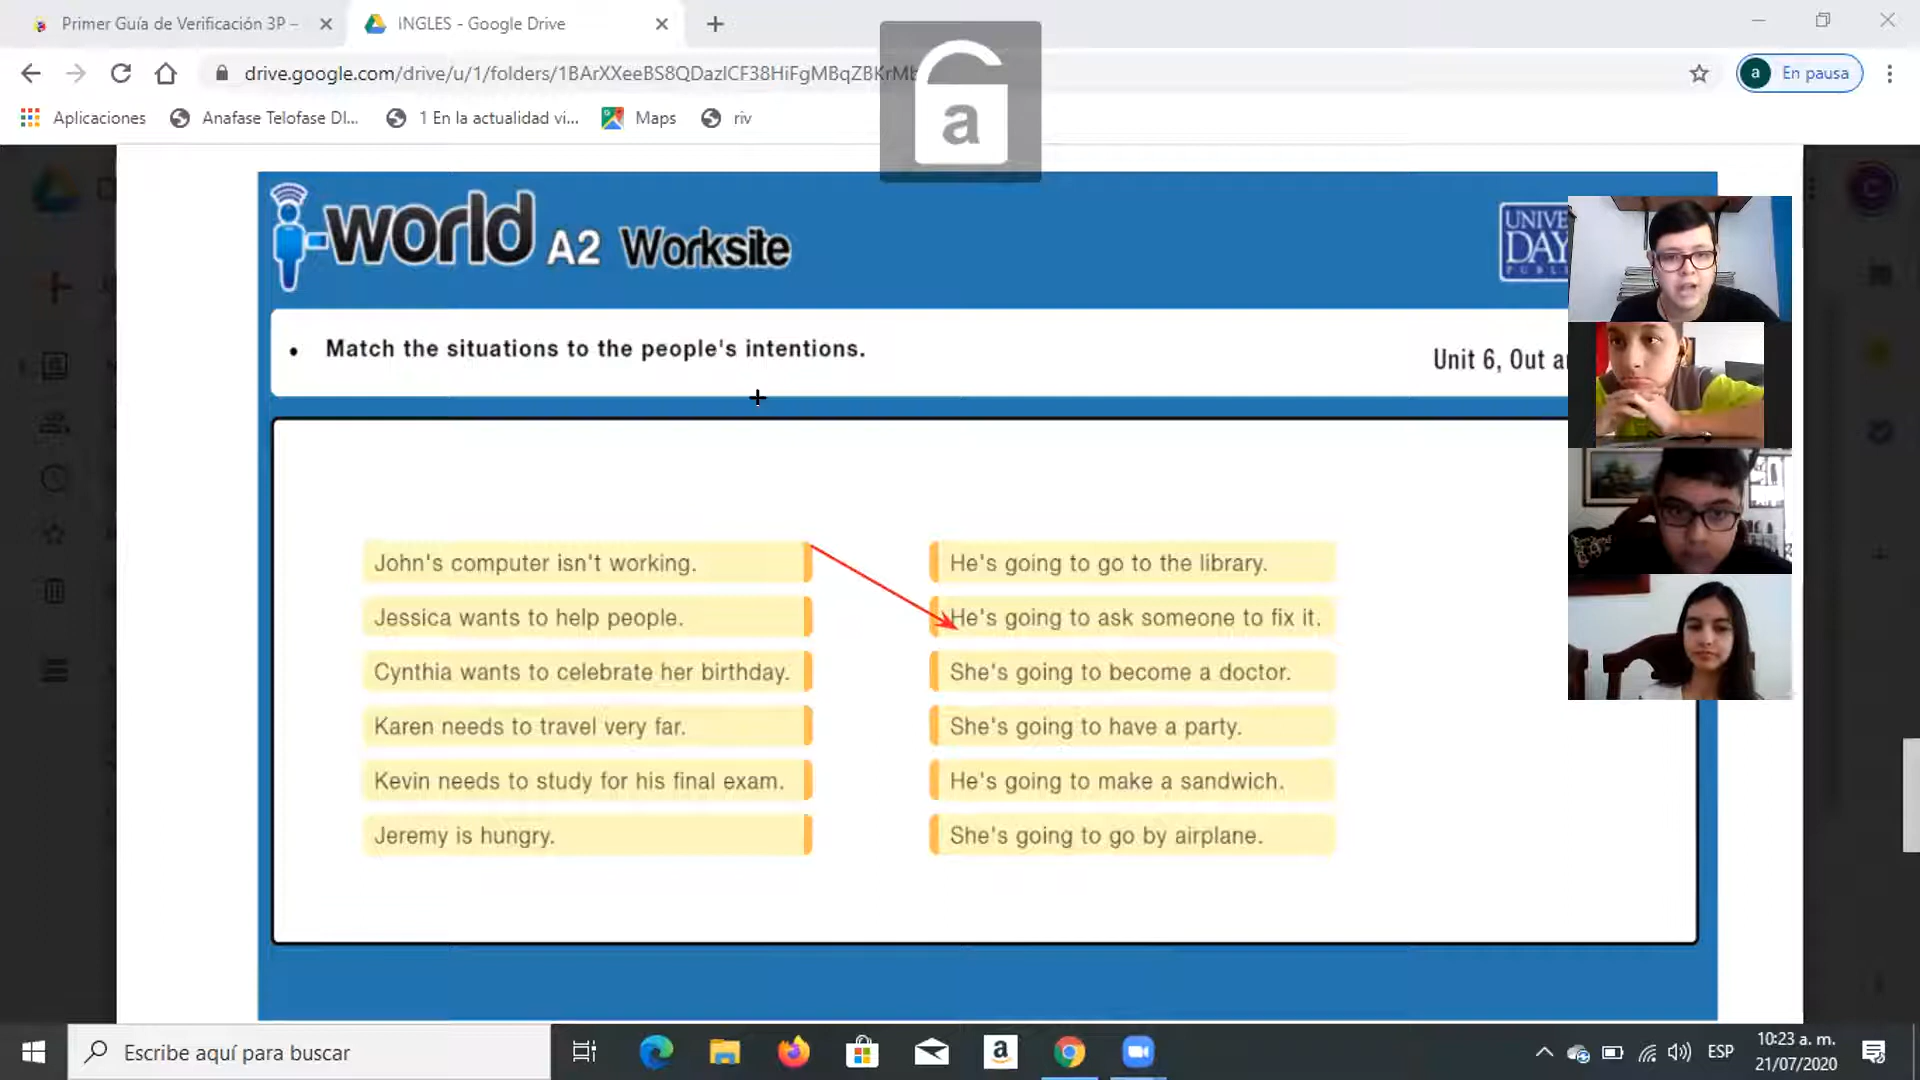 Primer Guía de Verificación 3P –
INGLES - Google Drive
drive.google.com/drive/u/1/folders/1BArXXeeBS8QDazICF38HiFgMBqZBKrMb
a
En pausa
Aplicaciones
Anafase Telofase DI...
1 En la actualidad vi...
Maps
riv
a
i-world A2 Worksite
UNIVE
DAY
PUBLI
• Match the situations to the people's intentions.
Unit 6, Out a
John's computer isn't working.
He's going to go to the library.
Jessica wants to help people.
He's going to ask someone to fix it.
Cynthia wants to celebrate her birthday.
She's going to become a doctor.
Karen needs to travel very far.
She's going to have a party.
Kevin needs to study for his final exam.
He's going to make a sandwich.
Jeremy is hungry.
She's going to go by airplane.
Escribe aquí para buscar
a
ESP
10:23 a. m.
21/07/2020